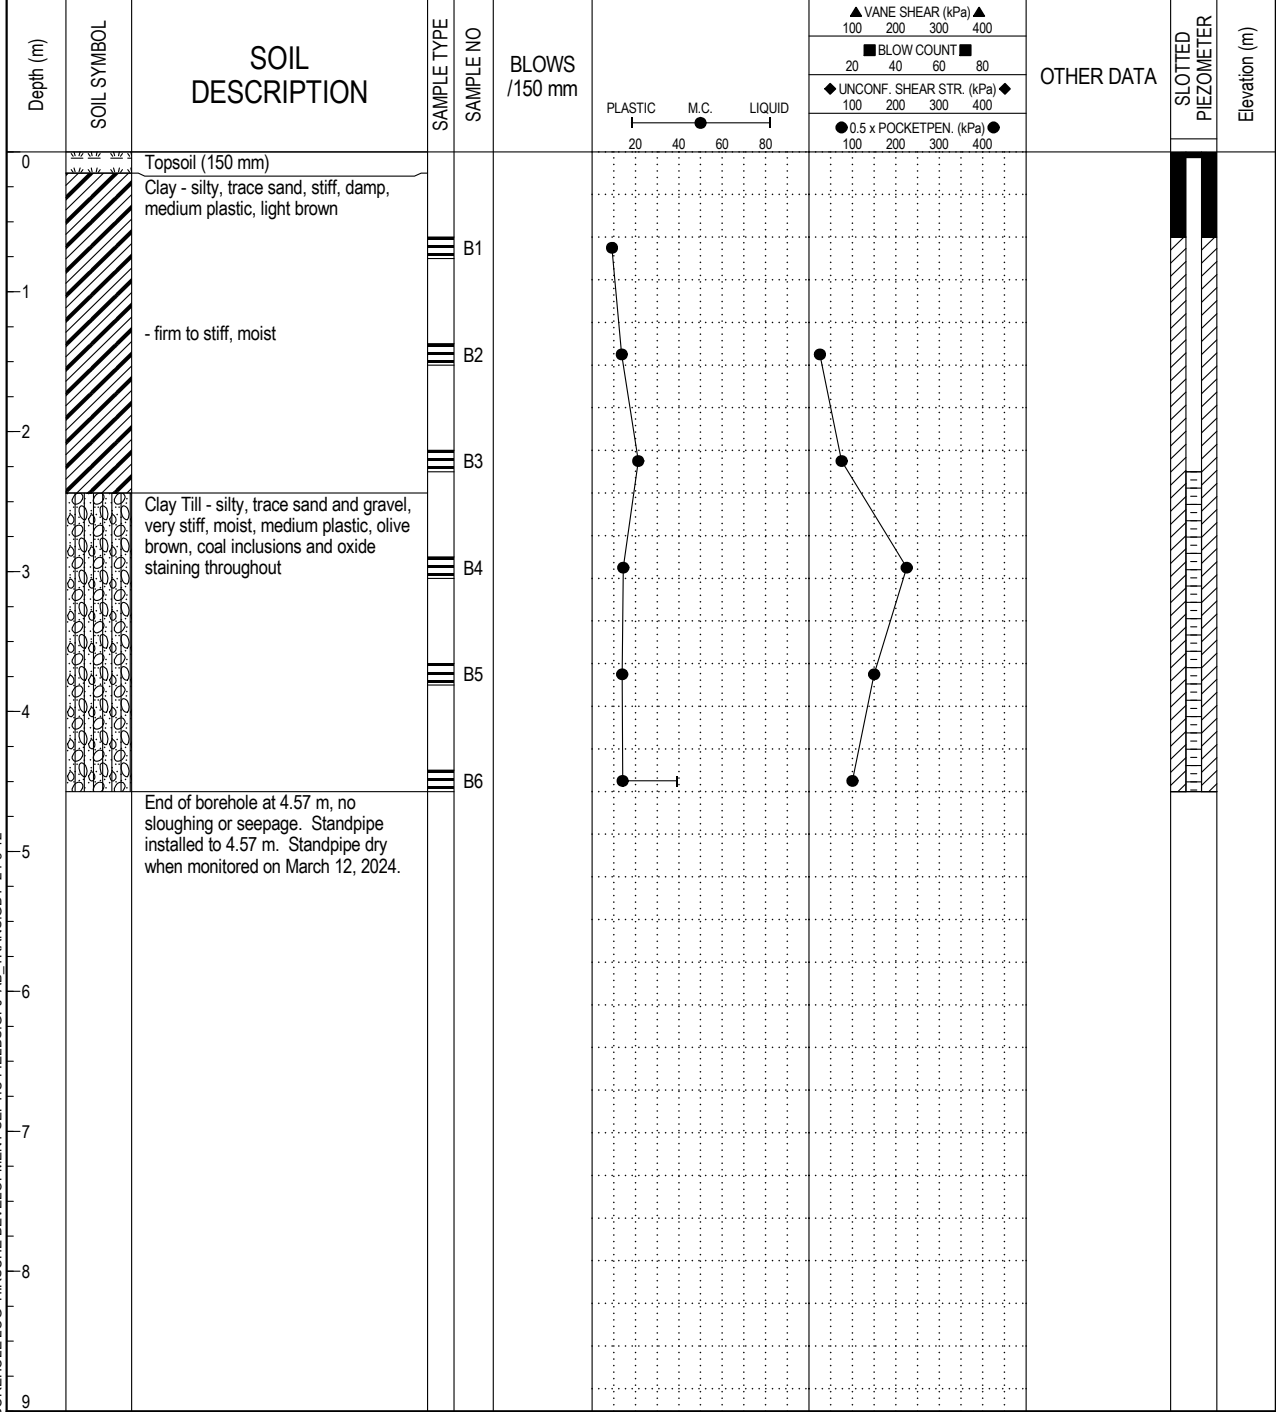 Depth (m)
SOIL SYMBOL
SOIL
DESCRIPTION
SAMPLE TYPE
SAMPLE NO
BLOWS
/150 mm
PLASTIC M.C. LIQUID
20 40 60 80
VANE SHEAR (kPa)
100 200 300 400
BLOW COUNT
20 40 60 80
UNCONF. SHEAR STR. (kPa)
100 200 300 400
0.5 x POCKETPEN. (kPa)
100 200 300 400
OTHER DATA
SLOTTED
PIEZOMETER
Elevation (m)
0
Topsoil (150 mm)
Clay - silty, trace sand, stiff, damp,
medium plastic, light brown
B1
1
- firm to stiff, moist
B2
2
B3
Clay Till - silty, trace sand and gravel,
very stiff, moist, medium plastic, olive
brown, coal inclusions and oxide
staining throughout
B4
3
B5
4
B6
End of borehole at 4.57 m, no
sloughing or seepage. Standpipe
installed to 4.57 m. Standpipe dry
when monitored on March 12, 2024.
5
6
7
8
9